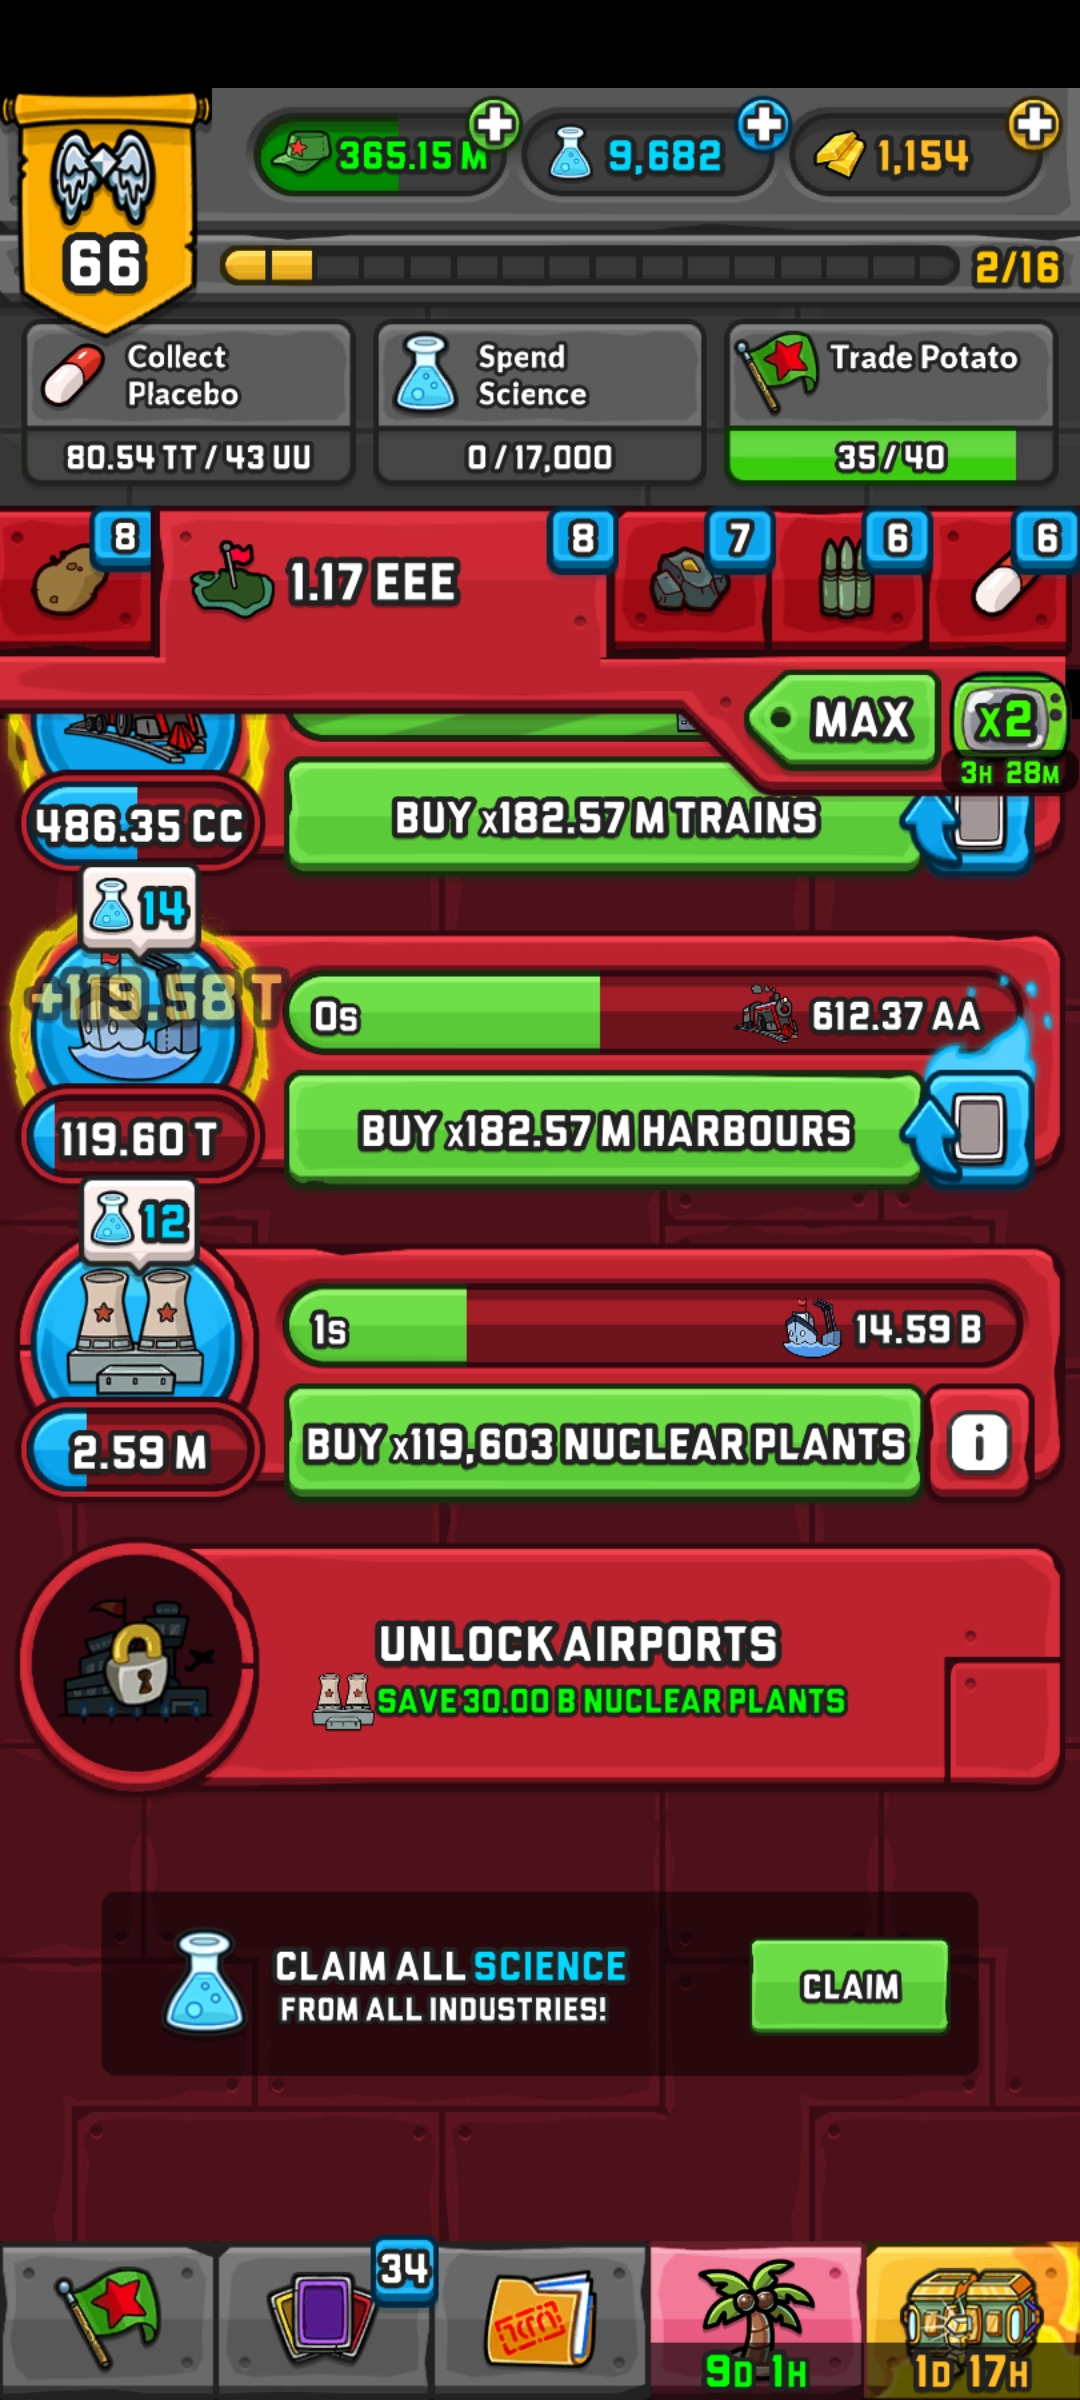 365.15 M
9,682
1,154
66
2/16
Collect
Placebo
Spend
Science
Trade Potato
80.54 TT / 43 UU
0 / 17,000
35 / 40
8
1.17 EEE
8
7
6
6
MAX
x2
3H 28M
486.35 CC
BUY x182.57 M TRAINS
14
+119.58 T
0s
612.37 AA
119.60 T
BUY x182.57 M HARBOURS
12
1s
14.59 B
2.59 M
BUY x119,603 NUCLEAR PLANTS
i
UNLOCK AIRPORTS
SAVE 30.00 B NUCLEAR PLANTS
CLAIM ALL SCIENCE
FROM ALL INDUSTRIES!
CLAIM
34
9D 1H
1D 17H